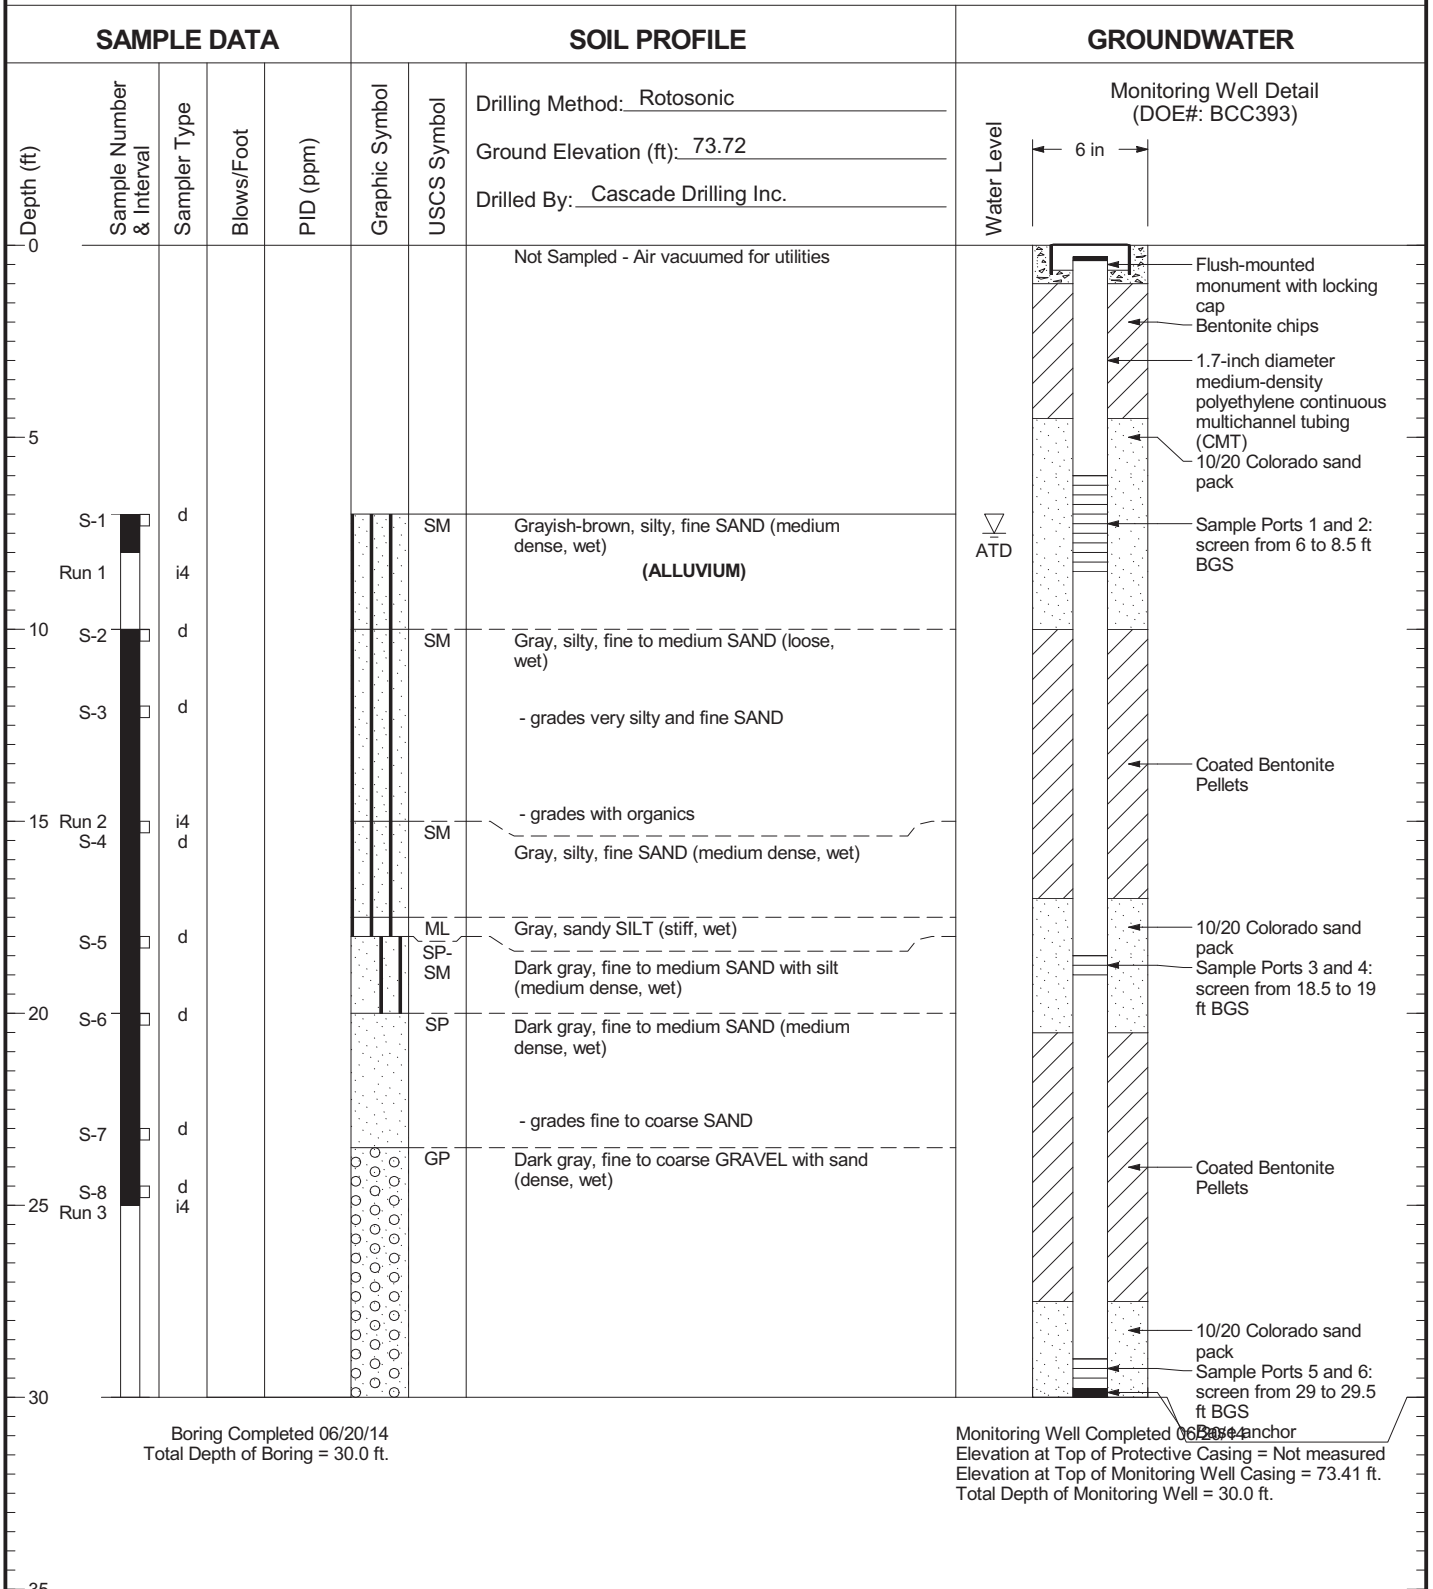 SAMPLE DATA
SOIL PROFILE
GROUNDWATER
Depth (ft)
Sample Number
& Interval
Sampler Type
Blows/Foot
PID (ppm)
Graphic Symbol
USCS Symbol
Drilling Method: Rotosonic
Ground Elevation (ft): 73.72
Drilled By: Cascade Drilling Inc.
Water Level
Monitoring Well Detail
(DOE#: BCC393)
6 in
0
Not Sampled - Air vacuumed for utilities
Flush-mounted
monument with locking
cap
Bentonite chips
1.7-inch diameter
medium-density
polyethylene continuous
multichannel tubing
(CMT)
5
10/20 Colorado sand
pack
S-1
d
SM
Grayish-brown, silty, fine SAND (medium
dense, wet)
(ALLUVIUM)
ATD
Sample Ports 1 and 2:
screen from 6 to 8.5 ft
BGS
Run 1
i4
10
S-2
d
SM
Gray, silty, fine to medium SAND (loose,
wet)
S-3
d
- grades very silty and fine SAND
Coated Bentonite
Pellets
- grades with organics
15
Run 2
i4
S-4
d
SM
Gray, silty, fine SAND (medium dense, wet)
ML
Gray, sandy SILT (stiff, wet)
10/20 Colorado sand
pack
S-5
d
SP-
SM
Dark gray, fine to medium SAND with silt
(medium dense, wet)
Sample Ports 3 and 4:
screen from 18.5 to 19
ft BGS
20
S-6
d
SP
Dark gray, fine to medium SAND (medium
dense, wet)
- grades fine to coarse SAND
S-7
d
GP
Dark gray, fine to coarse GRAVEL with sand
(dense, wet)
Coated Bentonite
Pellets
S-8
d
25
Run 3
i4
10/20 Colorado sand
pack
Sample Ports 5 and 6:
screen from 29 to 29.5
ft BGS
Base anchor
30
Boring Completed 06/20/14
Total Depth of Boring = 30.0 ft.
Monitoring Well Completed 06/20/14
Elevation at Top of Protective Casing = Not measured
Elevation at Top of Monitoring Well Casing = 73.41 ft.
Total Depth of Monitoring Well = 30.0 ft.
35